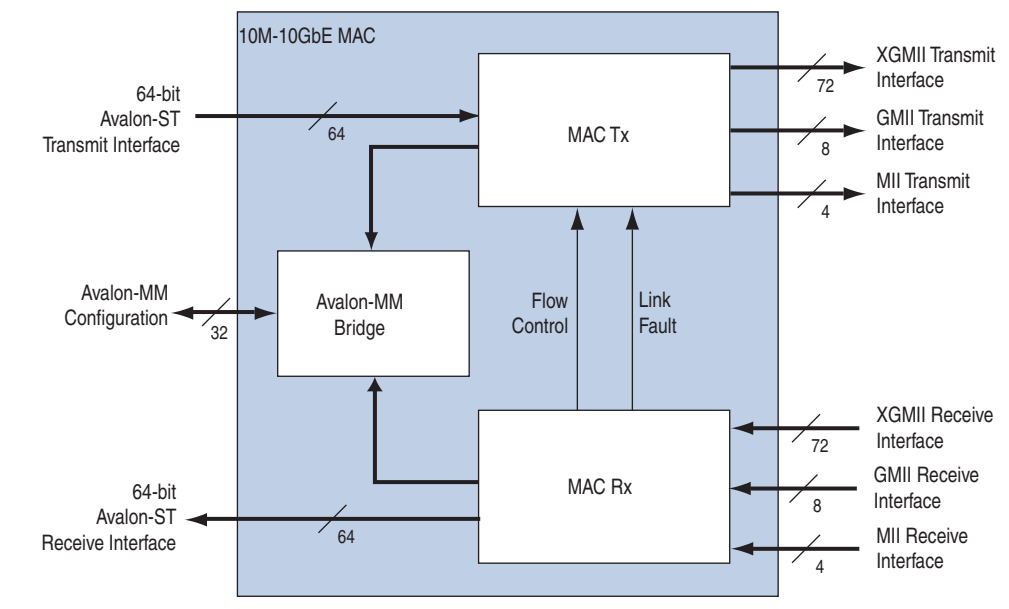 10M-10GbE MAC
64-bit
Avalon-ST
Transmit Interface
64
MAC Tx
XGMII Transmit
Interface
72
GMII Transmit
Interface
8
MII Transmit
Interface
4
Avalon-MM
Configuration
32
Avalon-MM
Bridge
Flow
Control
Link
Fault
64-bit
Avalon-ST
Receive Interface
64
MAC Rx
XGMII Receive
Interface
72
GMII Receive
Interface
8
MII Receive
Interface
4